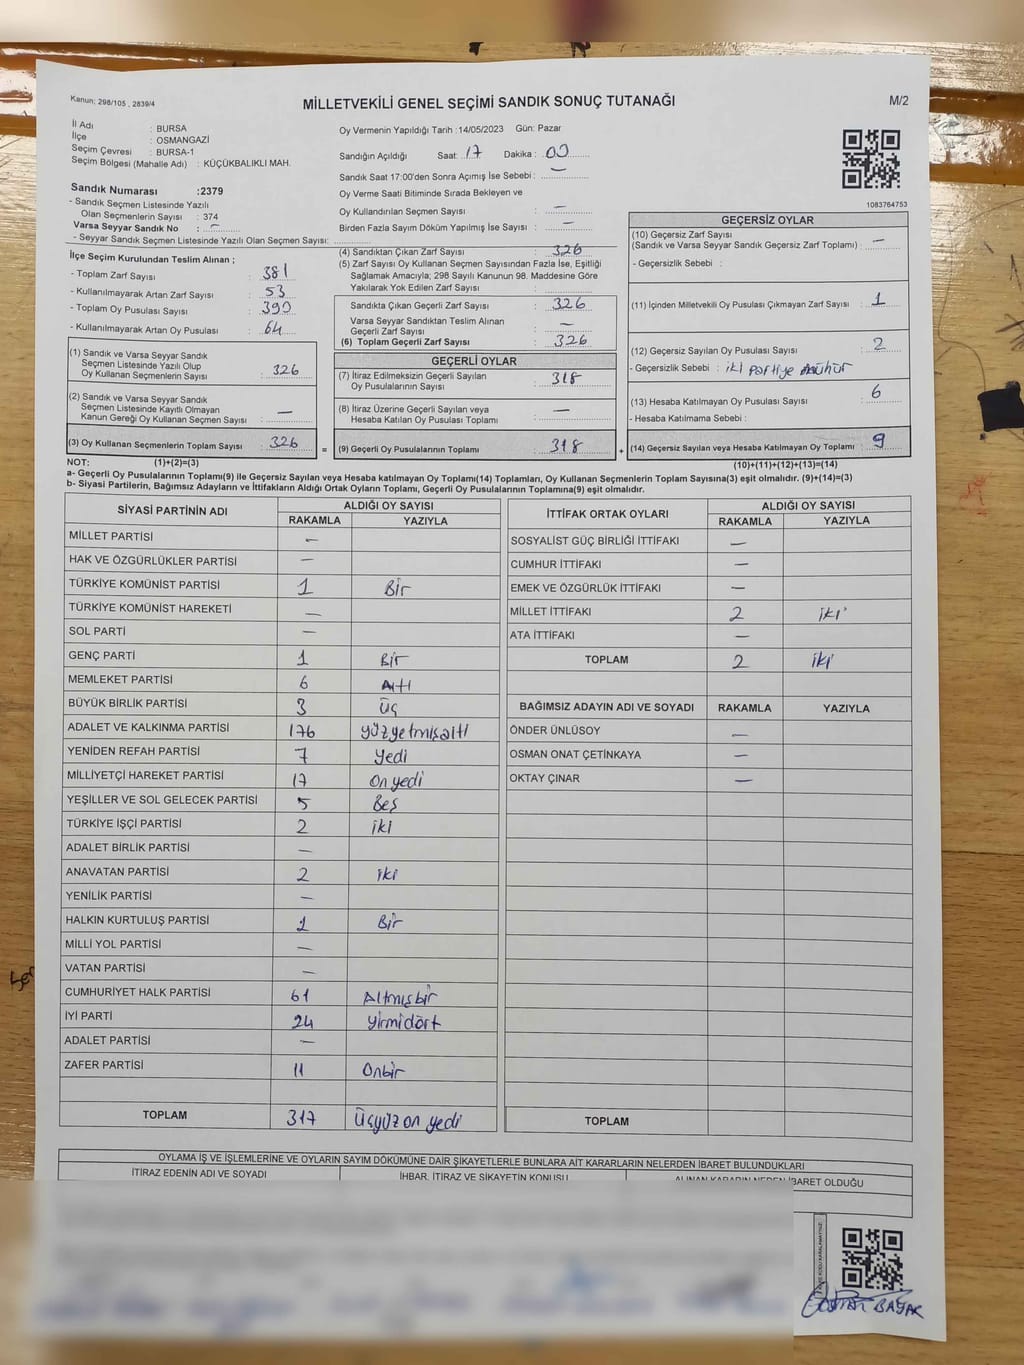 Kanun; 298/105 , 2839/4
MİLLETVEKİLİ GENEL SEÇİMİ SANDIK SONUÇ TUTANAĞI
M/2
İl Adı : BURSA
İlçe : OSMANGAZİ
Seçim Çevresi : BURSA-1
Seçim Bölgesi (Mahalle Adı) : KÜÇÜKBALIKLI MAH.
Sandık Numarası :2379
- Sandık Seçmen Listesinde Yazılı
Olan Seçmenlerin Sayısı : 374
Varsa Seyyar Sandık No : –
- Seyyar Sandık Seçmen Listesinde Yazılı Olan Seçmen Sayısı:
Oy Vermenin Yapıldığı Tarih :14/05/2023 Gün: Pazar
Sandığın Açıldığı Saat: 17 Dakika : 00
Sandık Saat 17:00'den Sonra Açımış İse Sebebi : —
Oy Verme Saati Bitiminde Sırada Bekleyen ve
Oy Kullandırılan Seçmen Sayısı : —
Birden Fazla Sayım Döküm Yapılmış İse Sayısı : —
1083764753
İlçe Seçim Kurulundan Teslim Alınan ;
- Toplam Zarf Sayısı : 381
- Kullanılmayarak Artan Zarf Sayısı : 53
- Toplam Oy Pusulası Sayısı : 390
- Kullanılmayarak Artan Oy Pusulası : 64
(1) Sandık ve Varsa Seyyar Sandık
Seçmen Listesinde Yazılı Olup
Oy Kullanan Seçmenlerin Sayısı : 326
(2) Sandık ve Varsa Seyyar Sandık
Seçmen Listesinde Kayıtlı Olmayan
Kanun Gereği Oy Kullanan Seçmen Sayısı : —
(3) Oy Kullanan Seçmenlerin Toplam Sayısı : 326
(4) Sandıktan Çıkan Zarf Sayısı : 326
(5) Zarf Sayısı Oy Kullanan Seçmen Sayısından Fazla İse, Eşitliği
Sağlamak Amacıyla; 298 Sayılı Kanunun 98. Maddesine Göre
Yakılarak Yok Edilen Zarf Sayısı :
Sandıkta Çıkan Geçerli Zarf Sayısı : 326
Varsa Seyyar Sandıktan Teslim Alınan
Geçerli Zarf Sayısı : —
(6) Toplam Geçerli Zarf Sayısı : 326
GEÇERLİ OYLAR
(7) İtiraz Edilmeksizin Geçerli Sayılan
Oy Pusulalarının Sayısı : 318
(8) İtiraz Üzerine Geçerli Sayılan veya
Hesaba Katılan Oy Pusulaları Toplamı : —
= (9) Geçerli Oy Pusulalarının Toplamı : 318
GEÇERSİZ OYLAR
(10) Geçersiz Zarf Sayısı
(Sandık ve Varsa Seyyar Sandık Geçersiz Zarf Toplamı) : —
- Geçersizlik Sebebi :
(11) İçinden Milletvekili Oy Pusulası Çıkmayan Zarf Sayısı : 1
(12) Geçersiz Sayılan Oy Pusulası Sayısı : 2
- Geçersizlik Sebebi : iki partiye mühür
(13) Hesaba Katılmayan Oy Pusulası Sayısı : 6
- Hesaba Katılmama Sebebi :
+ (14) Geçersiz Sayılan veya Hesaba Katılmayan Oy Toplamı : 9
NOT: (1)+(2)=(3)
(10)+(11)+(12)+(13)=(14)
a- Geçerli Oy Pusulalarının Toplamı(9) ile Geçersiz Sayılan veya Hesaba katılmayan Oy Toplamı(14) Toplamları, Oy Kullanan Seçmenlerin Toplam Sayısına(3) eşit olmalıdır. (9)+(14)=(3)
b- Siyasi Partilerin, Bağımsız Adayların ve İttifakların Aldığı Ortak Oyların Toplamı, Geçerli Oy Pusulalarının Toplamına(9) eşit olmalıdır.
SİYASİ PARTİNİN ADI ALDIĞI OY SAYISI
RAKAMLA YAZIYLA
MİLLET PARTİSİ —
HAK VE ÖZGÜRLÜKLER PARTİSİ —
TÜRKİYE KOMÜNİST PARTİSİ 1 Bir
TÜRKİYE KOMÜNİST HAREKETİ —
SOL PARTİ —
GENÇ PARTİ 1 Bir
MEMLEKET PARTİSİ 6 Altı
BÜYÜK BİRLİK PARTİSİ 3 Üç
ADALET VE KALKINMA PARTİSİ 176 yüzyetmişaltı
YENİDEN REFAH PARTİSİ 7 Yedi
MİLLİYETÇİ HAREKET PARTİSİ 17 On yedi
YEŞİLLER VE SOL GELECEK PARTİSİ 5 Beş
TÜRKİYE İŞÇİ PARTİSİ 2 iki
ADALET BİRLİK PARTİSİ —
ANAVATAN PARTİSİ 2 iki
YENİLİK PARTİSİ —
HALKIN KURTULUŞ PARTİSİ 1 Bir
MİLLİ YOL PARTİSİ —
VATAN PARTİSİ —
CUMHURİYET HALK PARTİSİ 61 Altmışbir
İYİ PARTİ 24 Yirmidört
ADALET PARTİSİ —
ZAFER PARTİSİ 11 Onbir
TOPLAM 317 Üçyüz on yedi
İTTİFAK ORTAK OYLARI ALDIĞI OY SAYISI
RAKAMLA YAZIYLA
SOSYALİST GÜÇ BİRLİĞİ İTTİFAKI —
CUMHUR İTTİFAKI —
EMEK VE ÖZGÜRLÜK İTTİFAKI —
MİLLET İTTİFAKI 2 iki
ATA İTTİFAKI —
TOPLAM 2 iki
BAĞIMSIZ ADAYIN ADI VE SOYADI RAKAMLA YAZIYLA
ÖNDER ÜNLÜSOY —
OSMAN ONAT ÇETİNKAYA —
OKTAY ÇINAR —
TOPLAM
OYLAMA İŞ VE İŞLEMLERİNE VE OYLARIN SAYIM DÖKÜMÜNE DAİR ŞİKAYETLERLE BUNLARA AİT KARARLARIN NELERDEN İBARET BULUNDUKLARI
İTİRAZ EDENİN ADI VE SOYADI İHBAR, İTİRAZ VE ŞİKAYETİN KONUSU ALINAN KARARIN NEDEN İBARET OLDUĞU